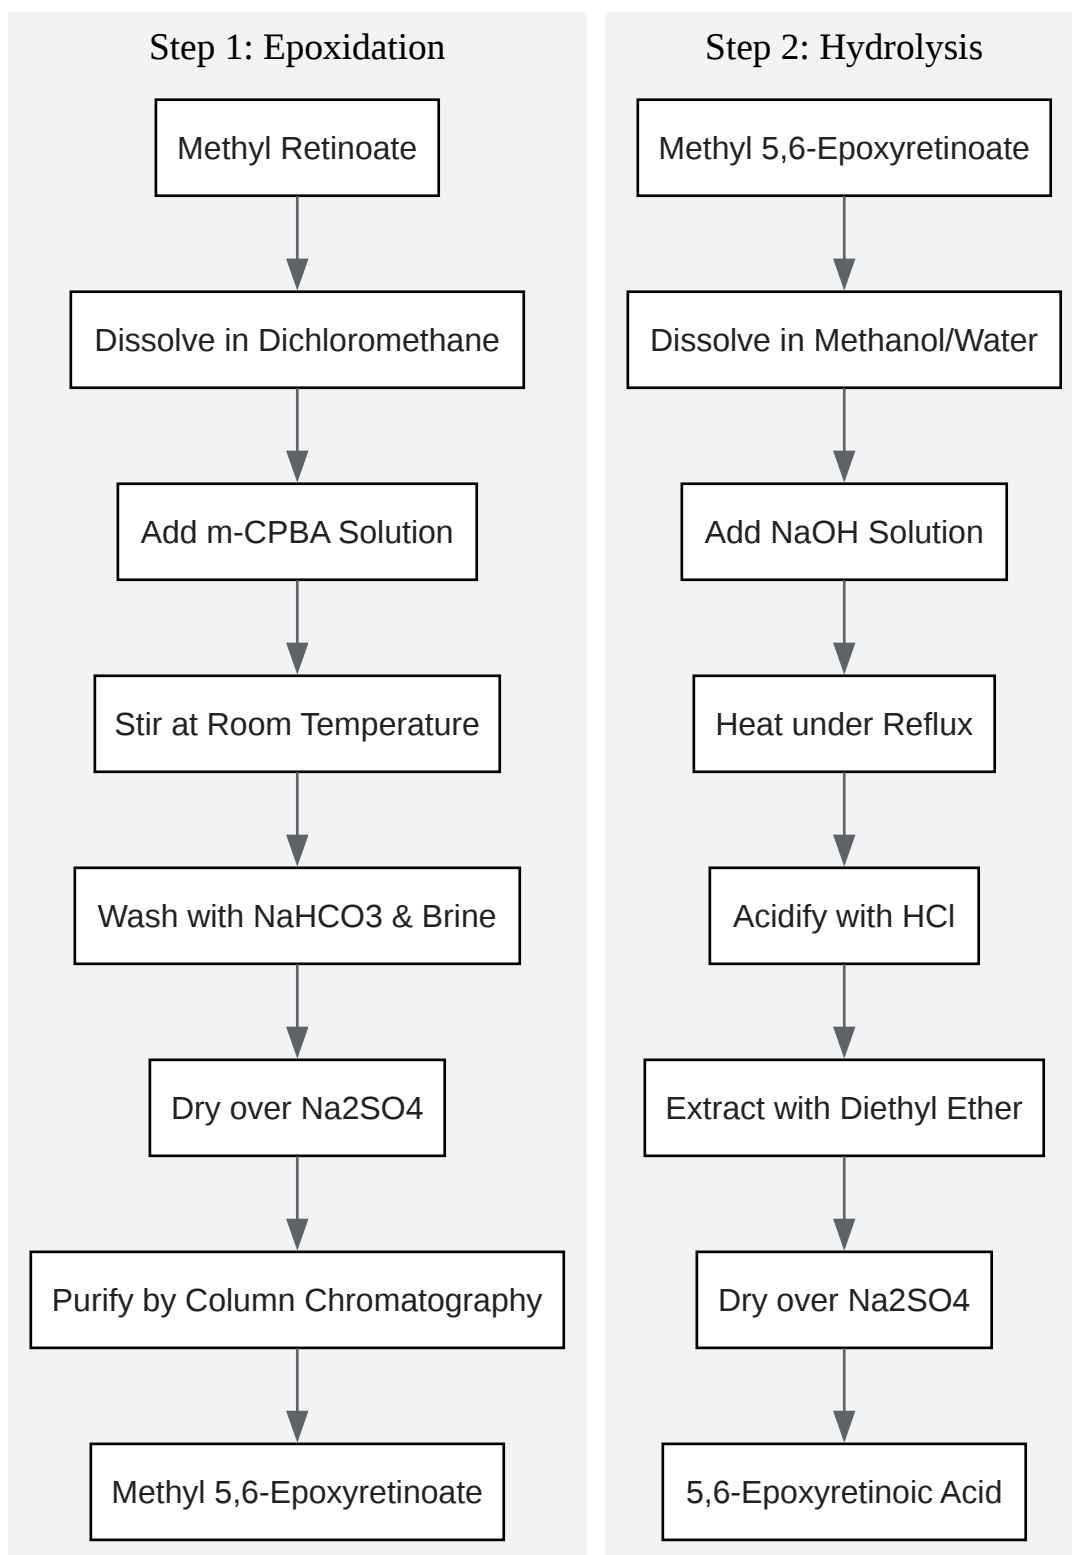 Step 1: Epoxidation
Methyl Retinoate
Dissolve in Dichloromethane
Add m-CPBA Solution
Stir at Room Temperature
Wash with NaHCO3 & Brine
Dry over Na2SO4
Purify by Column Chromatography
Methyl 5,6-Epoxyretinoate
Step 2: Hydrolysis
Methyl 5,6-Epoxyretinoate
Dissolve in Methanol/Water
Add NaOH Solution
Heat under Reflux
Acidify with HCl
Extract with Diethyl Ether
Dry over Na2SO4
5,6-Epoxyretinoic Acid